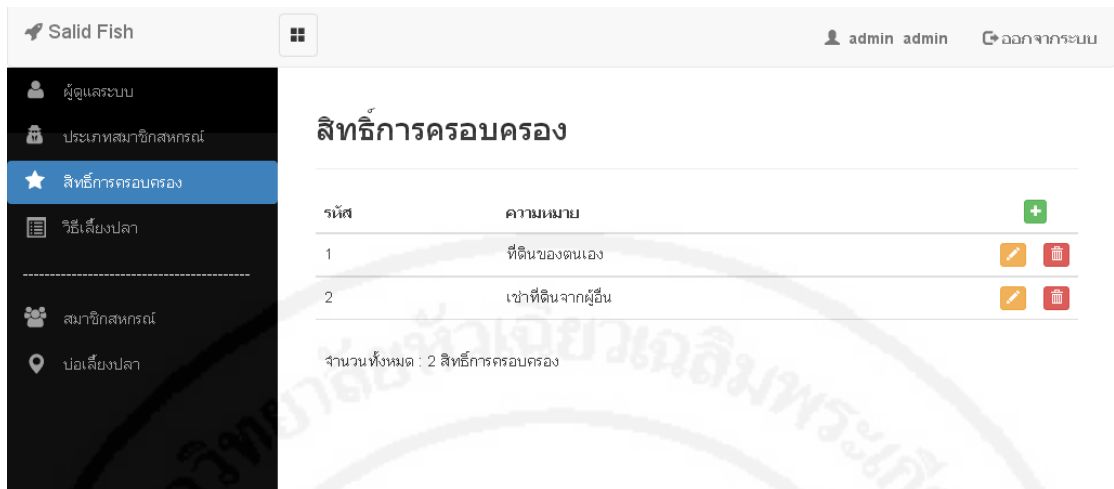 Salid Fish
admin admin
ออกจากระบบ
ผู้ดูแลระบบ
ประเภทสมาชิกสหกรณ์
สิทธิ์การครอบครอง
วิธีเลี้ยงปลา
------------------------------------------
สมาชิกสหกรณ์
บ่อเลี้ยงปลา
สิทธิ์การครอบครอง
รหัส ความหมาย
1 ที่ดินของตนเอง
2 เช่าที่ดินจากผู้อื่น
จำนวนทั้งหมด : 2 สิทธิ์การครอบครอง